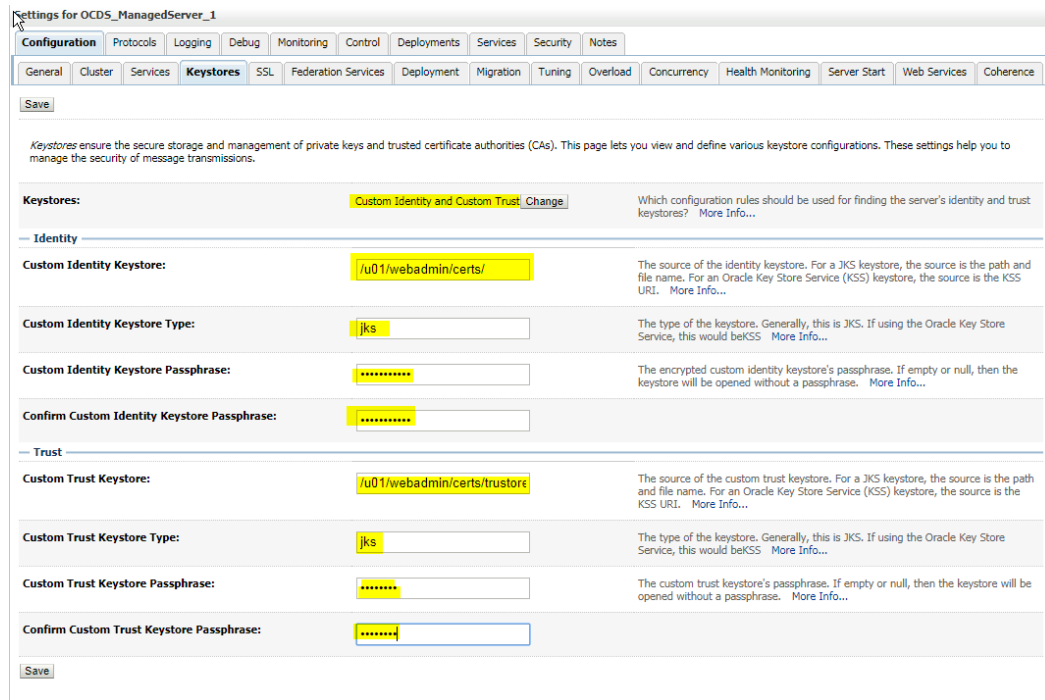 Settings for OCDS_ManagedServer_1
Configuration Protocols Logging Debug Monitoring Control Deployments Services Security Notes
General Cluster Services Keystores SSL Federation Services Deployment Migration Tuning Overload Concurrency Health Monitoring Server Start Web Services Coherence
Save
Keystores ensure the secure storage and management of private keys and trusted certificate authorities (CAs). This page lets you view and define various keystore configurations. These settings help you to
manage the security of message transmissions.
Keystores: Custom Identity and Custom Trust Change Which configuration rules should be used for finding the server's identity and trust
keystores? More Info...
Identity
Custom Identity Keystore: /u01/webadmin/certs/ The source of the identity keystore. For a JKS keystore, the source is the path and
file name. For an Oracle Key Store Service (KSS) keystore, the source is the KSS
URI. More Info...
Custom Identity Keystore Type: jks The type of the keystore. Generally, this is JKS. If using the Oracle Key Store
Service, this would beKSS More Info...
Custom Identity Keystore Passphrase: ••••••••••• The encrypted custom identity keystore's passphrase. If empty or null, then the
keystore will be opened without a passphrase. More Info...
Confirm Custom Identity Keystore Passphrase: •••••••••••
Trust
Custom Trust Keystore: /u01/webadmin/certs/trustore The source of the custom trust keystore. For a JKS keystore, the source is the path
and file name. For an Oracle Key Store Service (KSS) keystore, the source is the
KSS URI. More Info...
Custom Trust Keystore Type: jks The type of the keystore. Generally, this is JKS. If using the Oracle Key Store
Service, this would beKSS More Info...
Custom Trust Keystore Passphrase: •••••••• The custom trust keystore's passphrase. If empty or null, then the keystore will be
opened without a passphrase. More Info...
Confirm Custom Trust Keystore Passphrase: ••••••••
Save